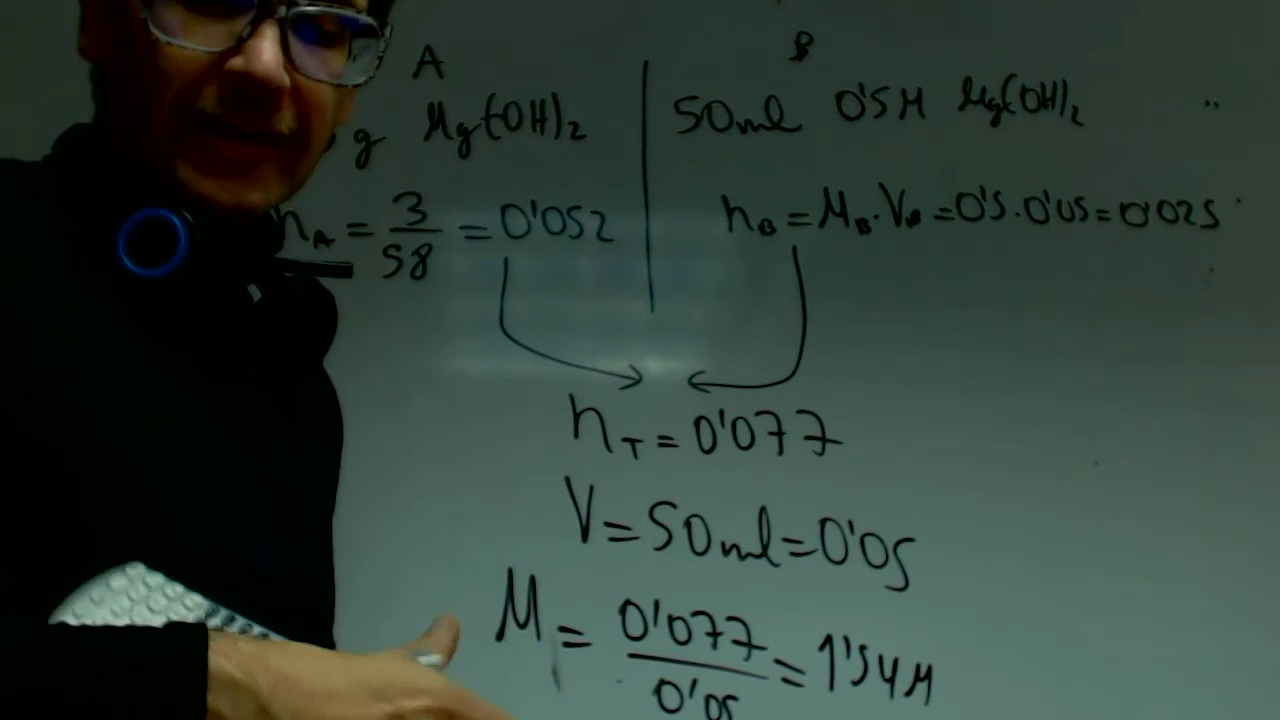 A
B
g Mg(OH)2
50ml 0'5M Mg(OH)2
nA = 3/58 = 0'052
nB = MB·VB = 0'5·0'05 = 0'025
nT = 0'077
V = 50ml = 0'05
M = 0'077/0'05 = 1'54M